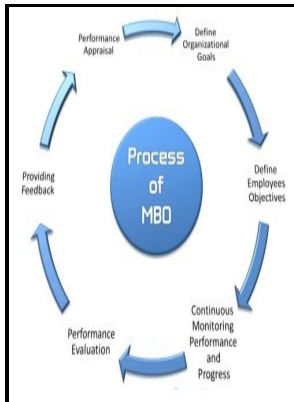 Process
of
MBO
Define
Organizational
Goals
Define
Employees
Objectives
Continuous
Monitoring
Performance
and
Progress
Performance
Evaluation
Providing
Feedback
Performance
Appraisal